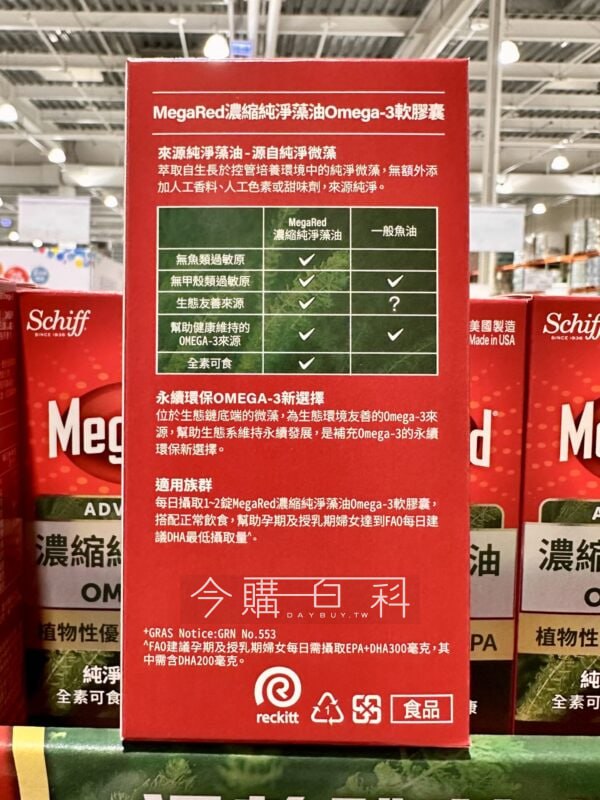 MegaRed濃縮純淨藻油Omega-3軟膠囊
來源純淨藻油-源自純淨微藻
萃取自生長於控管培養環境中的純淨微藻,無額外添
加人工香料、人工色素或甜味劑,來源純淨。
MegaRed
濃縮純淨藻油
一般魚油
無魚類過敏原 ✓
無甲殼類過敏原 ✓ ✓
生態友善來源 ✓ ?
幫助健康維持的
OMEGA-3來源 ✓ ✓
全素可食 ✓
永續環保OMEGA-3新選擇
位於生態鏈底端的微藻,為生態環境友善的Omega-3來
源,幫助生態系維持永續發展,是補充Omega-3的永續
環保新選擇。
適用族群
每日攝取1~2錠MegaRed濃縮純淨藻油Omega-3軟膠囊,
搭配正常飲食,幫助孕期及授乳期婦女達到FAO每日建
議DHA最低攝取量^。
今購百科
DAYBUY.TW
+GRAS Notice:GRN No.553
^FAO建議孕期及授乳期婦女每日需攝取EPA+DHA300毫克,其
中需含DHA200毫克。
reckitt
1
食品
Schiff
SINCE 1936
Meg
ADV
濃縮純
OM
植物性優
純淨
全素可食
美國製造
Made in USA
d
油
PA
Schiff
SINCE 1936
M
A
濃縮
O
植物性
純
全素可